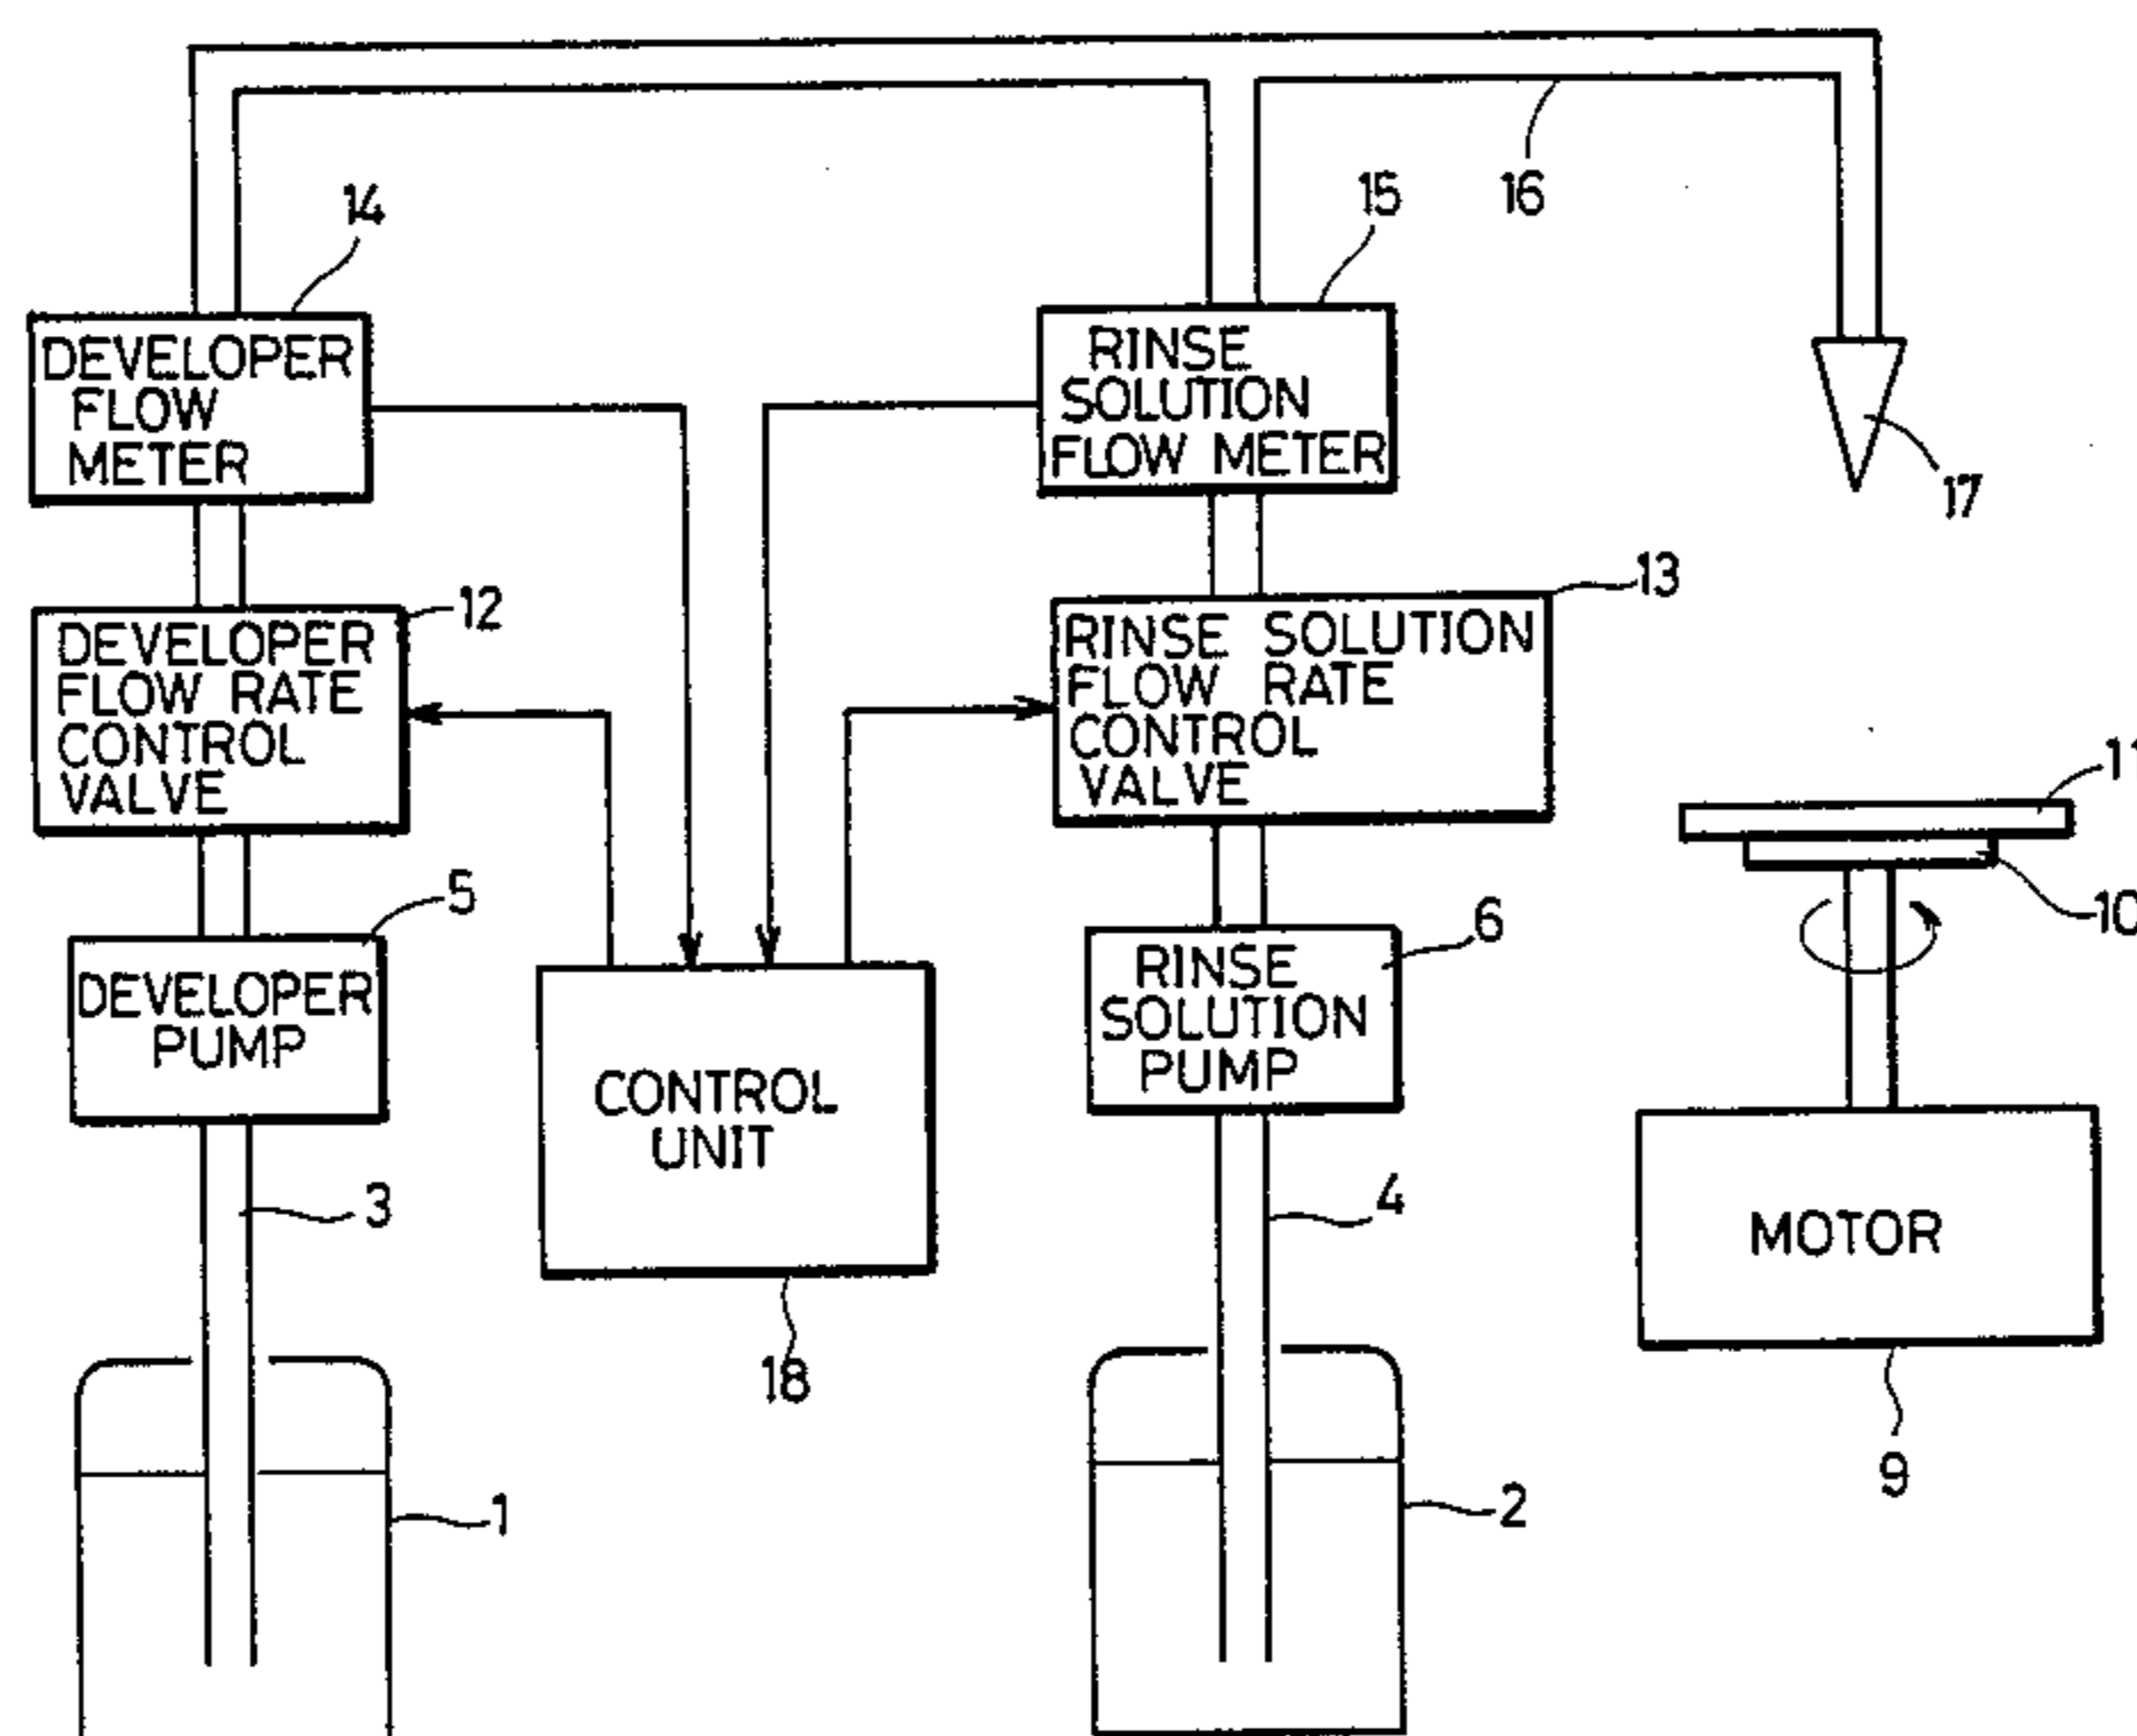 14
15
16
DEVELOPER
FLOW
METER
RINSE
SOLUTION
FLOW METER
17
12
13
DEVELOPER
FLOW RATE
CONTROL
VALVE
RINSE SOLUTION
FLOW RATE
CONTROL
VALVE
11
5
6
10
DEVELOPER
PUMP
RINSE
SOLUTION
PUMP
CONTROL
UNIT
3
4
MOTOR
18
9
1
2